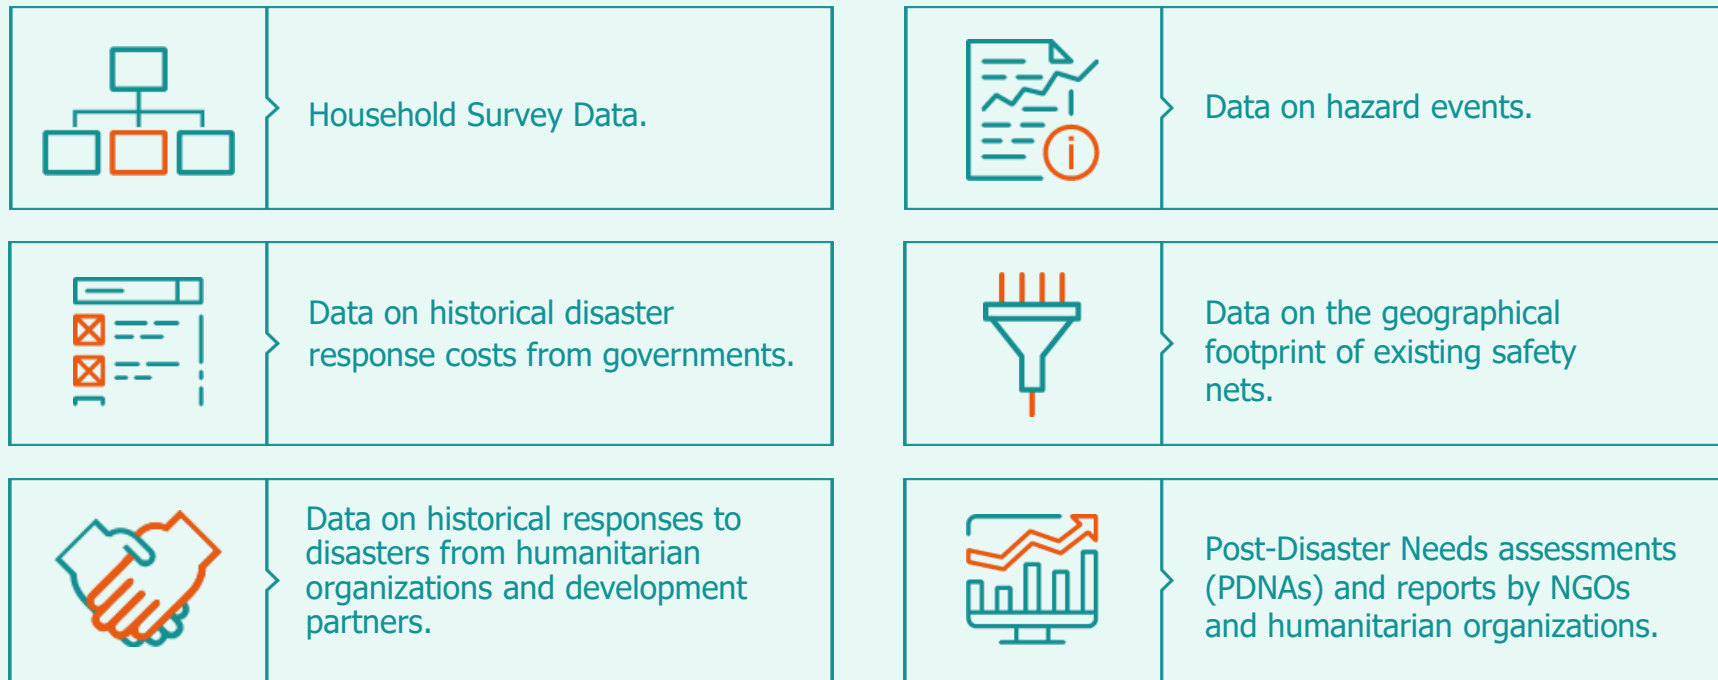 Household Survey Data.
Data on hazard events.
Data on historical disaster
response costs from governments.
Data on the geographical
footprint of existing safety
nets.
Data on historical responses to
disasters from humanitarian
organizations and development
partners.
Post-Disaster Needs assessments
(PDNAs) and reports by NGOs
and humanitarian organizations.